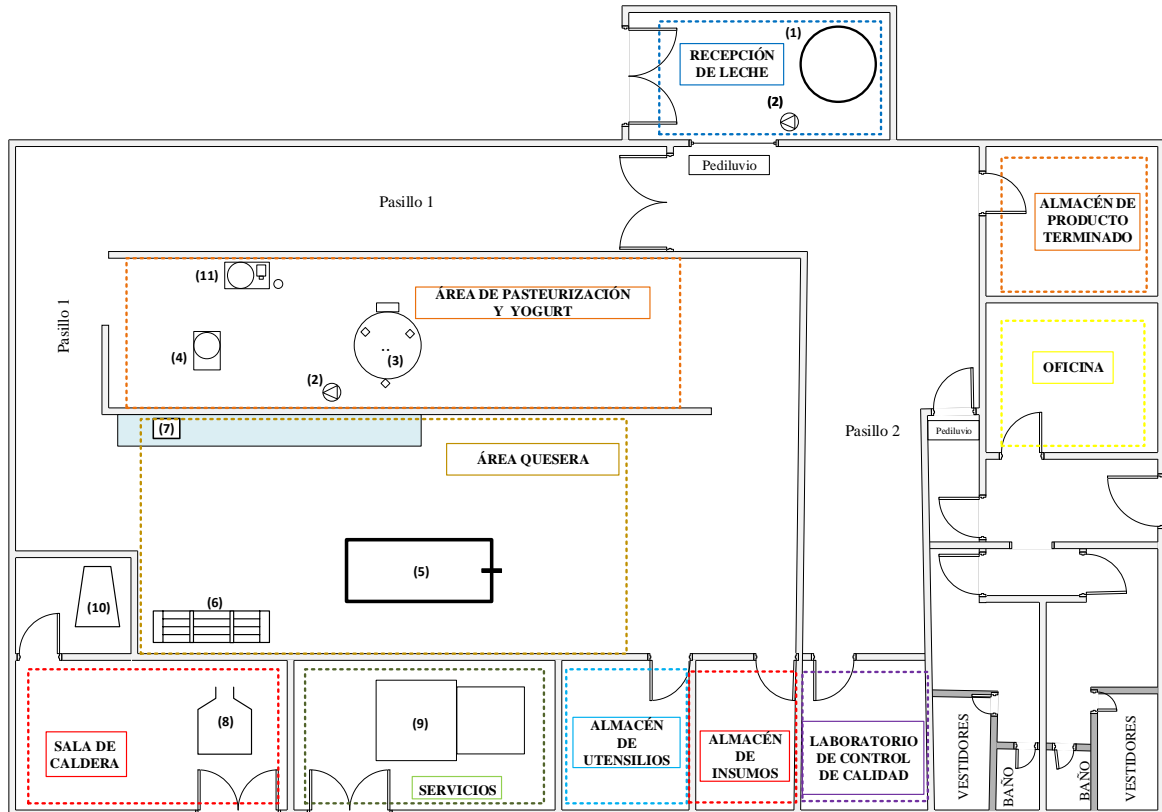 (1)
RECEPCIÓN
DE LECHE
(2)
Pediluvio
Pasillo 1
ALMACÉN DE
PRODUCTO
TERMINADO
(11)
ÁREA DE PASTEURIZACIÓN
Y YOGURT
Pasillo 1
(4)
(3)
(2)
OFICINA
(7)
Pasillo 2
Pediluvio
ÁREA QUESERA
(5)
(10)
(6)
(8)
(9)
SALA DE
CALDERA
SERVICIOS
ALMACÉN
DE
UTENSILIOS
ALMACÉN
DE
INSUMOS
LABORATORIO
DE CONTROL
DE CALIDAD
VESTIDORES
BAÑO
BAÑO
VESTIDORES